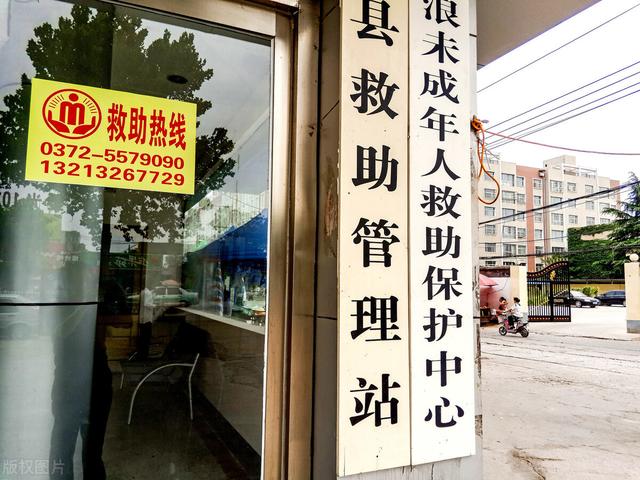 救助热线
0372-5579090
13213267729
县救助管理站
浪未成年人救助保护中心
版权图片